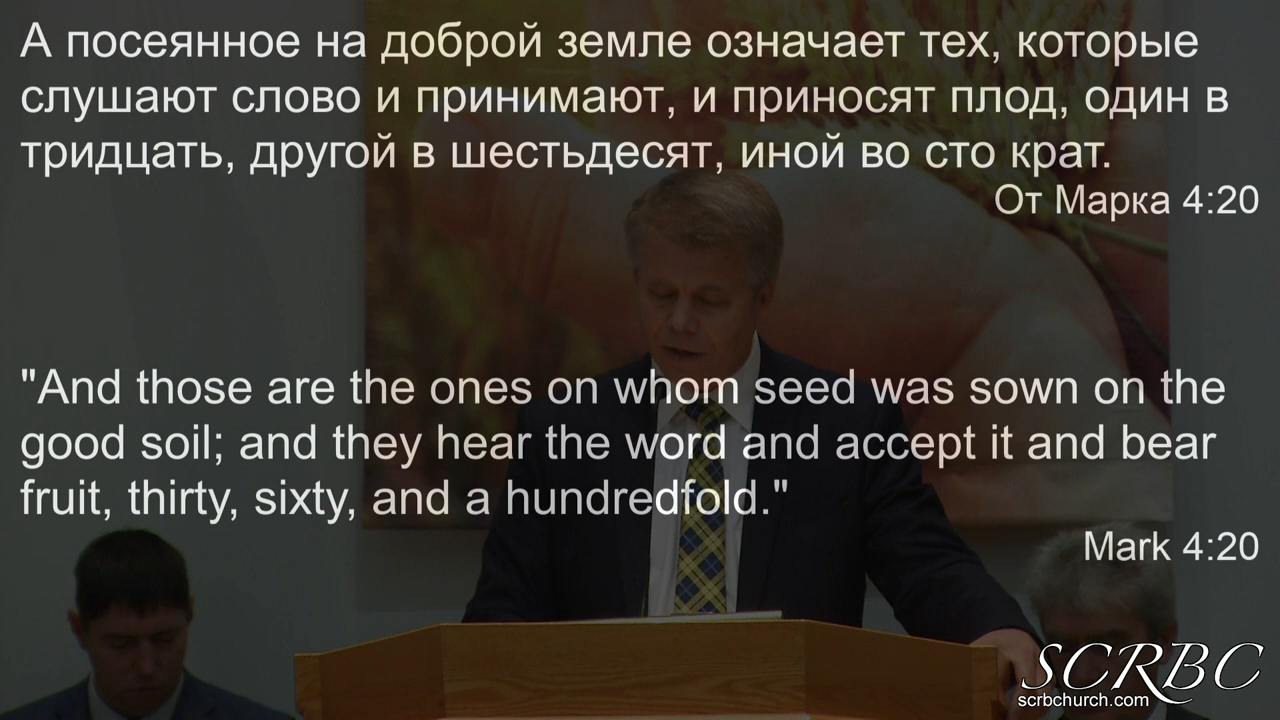 А посеянное на доброй земле означает тех, которые
слушают слово и принимают, и приносят плод, один в
тридцать, другой в шестьдесят, иной во сто крат.
От Марка 4:20
"And those are the ones on whom seed was sown on the
good soil; and they hear the word and accept it and bear
fruit, thirty, sixty, and a hundredfold."
Mark 4:20
SCRBC
scrbchurch.com